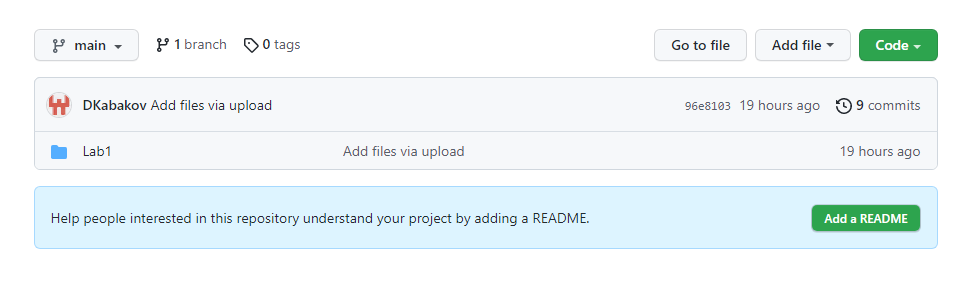 main 1 branch 0 tags Go to file Add file Code
DKabakov Add files via upload 96e8103 19 hours ago 9 commits
Lab1 Add files via upload 19 hours ago
Help people interested in this repository understand your project by adding a README. Add a README